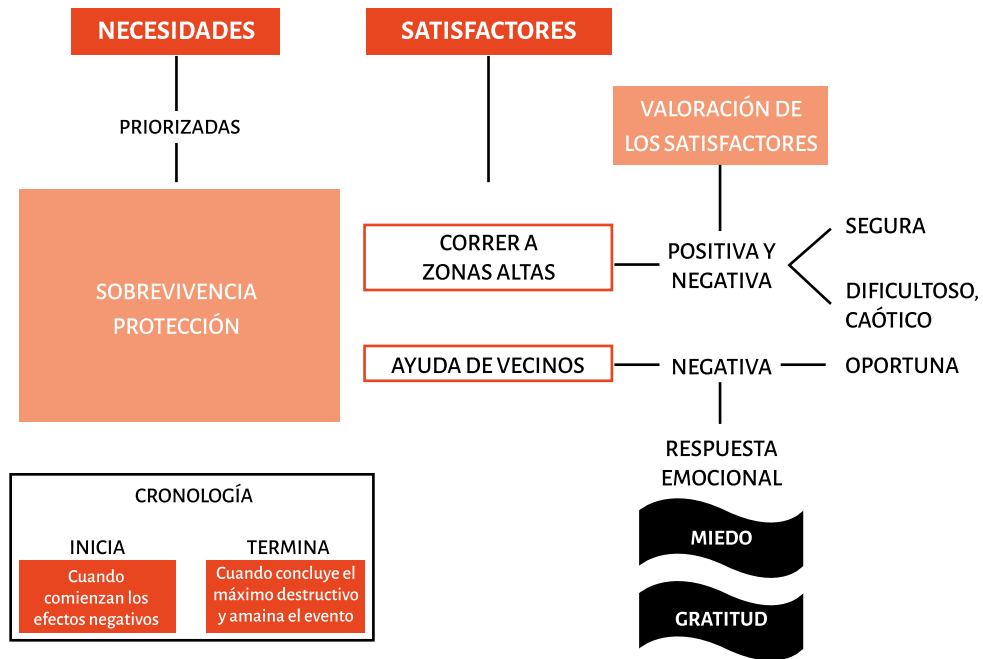 NECESIDADES
PRIORIZADAS
SOBREVIVENCIA
PROTECCIÓN
SATISFACTORES
VALORACIÓN DE
LOS SATISFACTORES
CORRER A
ZONAS ALTAS
POSITIVA Y
NEGATIVA
SEGURA
DIFICULTOSO,
CAÓTICO
AYUDA DE VECINOS
NEGATIVA
OPORTUNA
RESPUESTA
EMOCIONAL
MIEDO
GRATITUD
CRONOLOGÍA
INICIA
Cuando
comienzan los
efectos negativos
TERMINA
Cuando concluye el
máximo destructivo
y amaina el evento